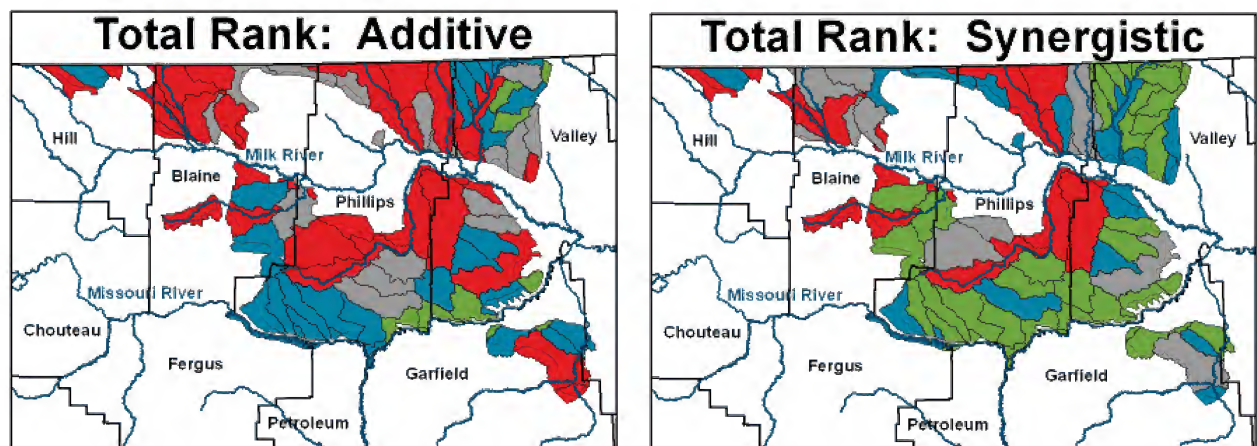 Total Rank: Additive
Hill
Valley
Milk River
Blaine
Phillips
Missouri River
Chouteau
Fergus
Garfield
Petroleum
Total Rank: Synergistic
Hill
Valley
Milk River
Blaine
Phillips
Missouri River
Chouteau
Fergus
Garfield
Petroleum